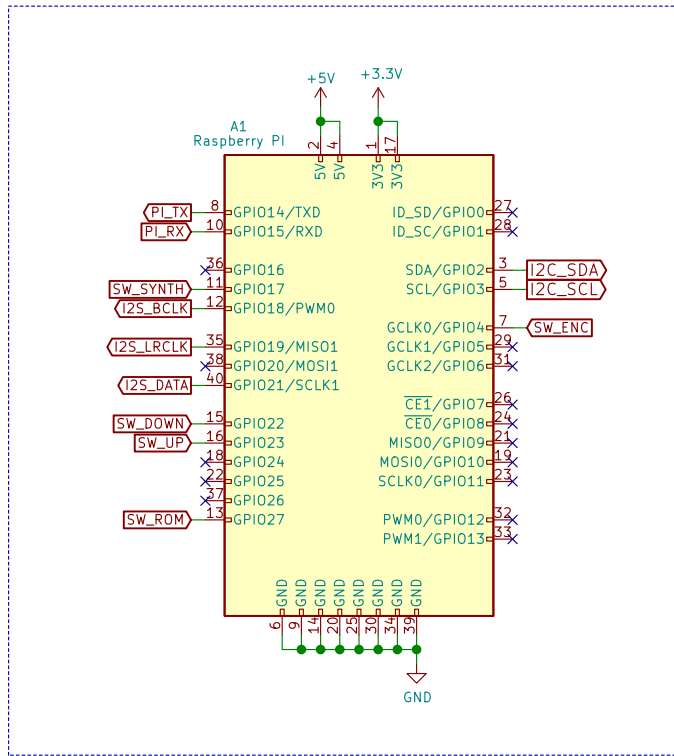 +5V
+3.3V
A1
Raspberry Pi
2 4 1 17
5V 5V 3V3 3V3
PI_TX 8 GPIO14/TXD ID_SD/GPIO0 27
PI_RX 10 GPIO15/RXD ID_SC/GPIO1 28
36 GPIO16 SDA/GPIO2 3 I2C_SDA
SW_SYNTH 11 GPIO17 SCL/GPIO3 5 I2C_SCL
I2S_BCLK 12 GPIO18/PWM0
GCLK0/GPIO4 7 SW_ENC
I2S_LRCLK 35 GPIO19/MISO1 GCLK1/GPIO5 29
38 GPIO20/MOSI1 GCLK2/GPIO6 31
I2S_DATA 40 GPIO21/SCLK1
CE1/GPIO7 26
SW_DOWN 15 GPIO22 CE0/GPIO8 24
SW_UP 16 GPIO23 MISO0/GPIO9 21
18 GPIO24 MOSI0/GPIO10 19
22 GPIO25 SCLK0/GPIO11 23
37 GPIO26
SW_ROM 13 GPIO27 PWM0/GPIO12 32
PWM1/GPIO13 33
GND GND GND GND GND GND GND GND
6 9 14 20 25 30 34 39
GND